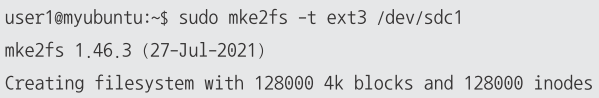 user1@myubuntu:~$ sudo mke2fs -t ext3 /dev/sdc1
mke2fs 1.46.3 (27-Jul-2021)
Creating filesystem with 128000 4k blocks and 128000 inodes